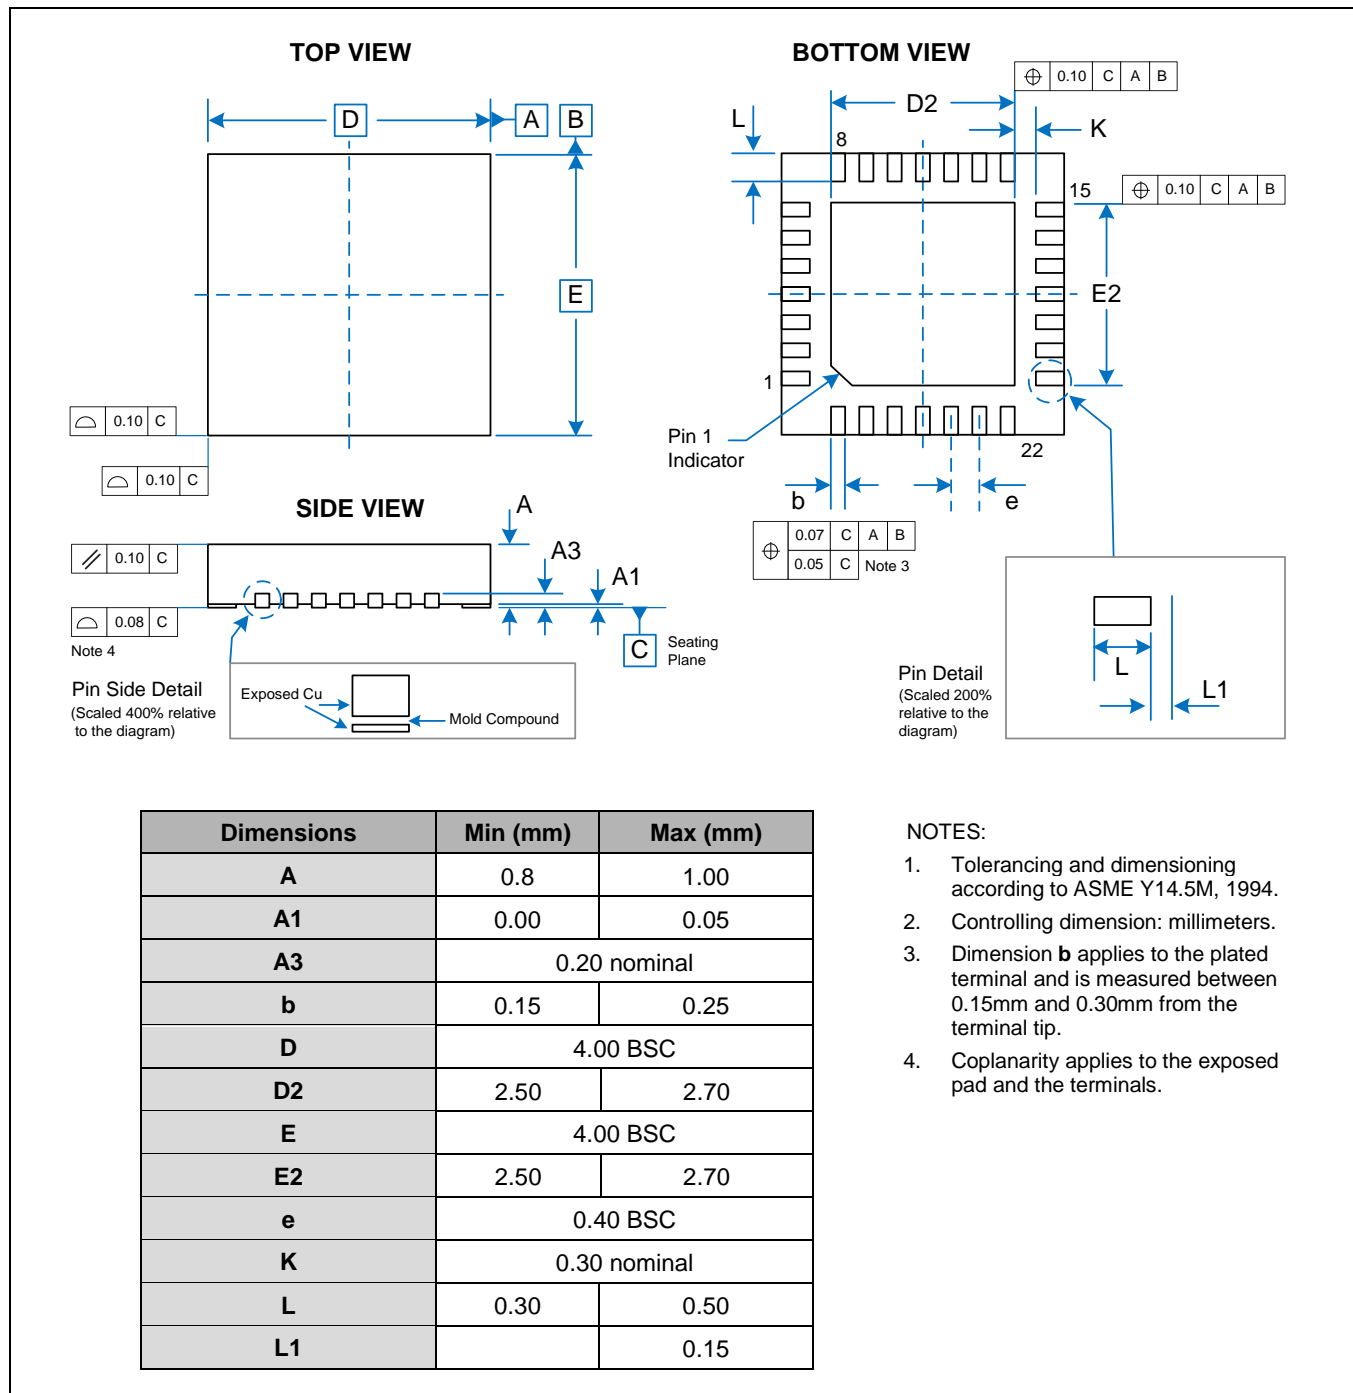 TOP VIEW
BOTTOM VIEW
0.10 C A B
D
A
B
L
8
D2
K
15
0.10 C A B
E
E2
1
0.10 C
0.10 C
Pin 1
Indicator
22
b
e
0.07 C A B
0.05 C Note 3
SIDE VIEW
A
A3
A1
0.10 C
0.08 C
Note 4
C
Seating
Plane
Pin Side Detail
(Scaled 400% relative
to the diagram)
Exposed Cu
Mold Compound
Pin Detail
(Scaled 200%
relative to the
diagram)
L
L1
Dimensions Min (mm) Max (mm)
A 0.8 1.00
A1 0.00 0.05
A3 0.20 nominal
b 0.15 0.25
D 4.00 BSC
D2 2.50 2.70
E 4.00 BSC
E2 2.50 2.70
e 0.40 BSC
K 0.30 nominal
L 0.30 0.50
L1 0.15
NOTES:
1. Tolerancing and dimensioning
according to ASME Y14.5M, 1994.
2. Controlling dimension: millimeters.
3. Dimension b applies to the plated
terminal and is measured between
0.15mm and 0.30mm from the
terminal tip.
4. Coplanarity applies to the exposed
pad and the terminals.